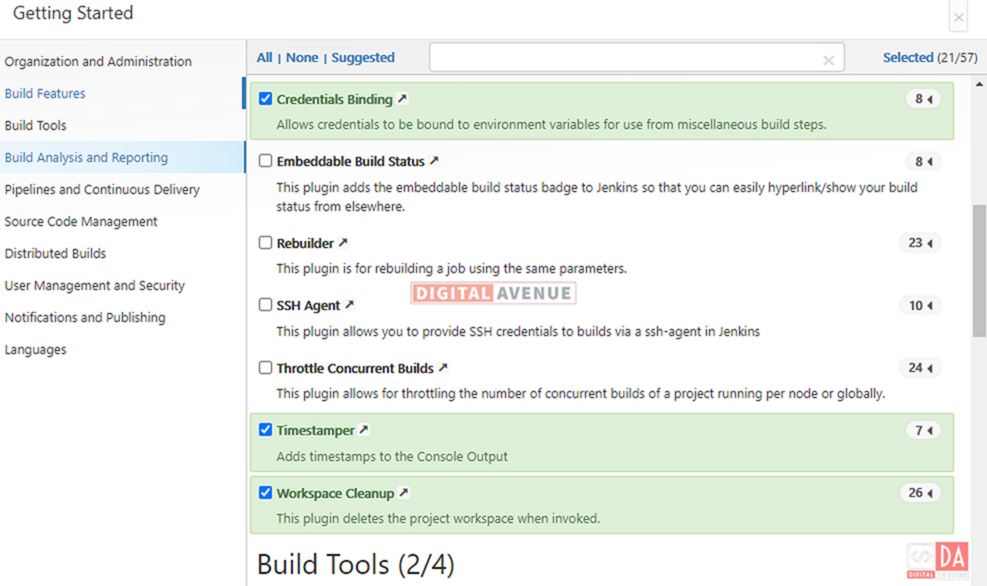 Getting Started
×
Organization and Administration
Build Features
Build Tools
Build Analysis and Reporting
Pipelines and Continuous Delivery
Source Code Management
Distributed Builds
User Management and Security
Notifications and Publishing
Languages
All | None | Suggested
×
Selected (21/57)
Credentials Binding 8
Allows credentials to be bound to environment variables for use from miscellaneous build steps.
Embeddable Build Status 8
This plugin adds the embeddable build status badge to Jenkins so that you can easily hyperlink/show your build
status from elsewhere.
Rebuilder 23
This plugin is for rebuilding a job using the same parameters.
DIGITAL AVENUE
SSH Agent 10
This plugin allows you to provide SSH credentials to builds via a ssh-agent in Jenkins
Throttle Concurrent Builds 24
This plugin allows for throttling the number of concurrent builds of a project running per node or globally.
Timestamper 7
Adds timestamps to the Console Output
Workspace Cleanup 26
This plugin deletes the project workspace when invoked.
Build Tools (2/4)
DA
DIGITAL